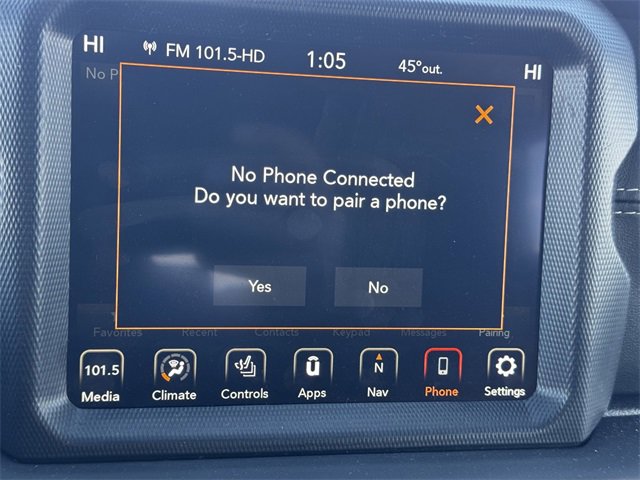 HI FM 101.5-HD 1:05 45°out. HI
No P
No Phone Connected
Do you want to pair a phone?
Yes No
Favorites Recent Contacts Keypad Messages Pairing
101.5 N
Media Climate Controls Apps Nav Phone Settings